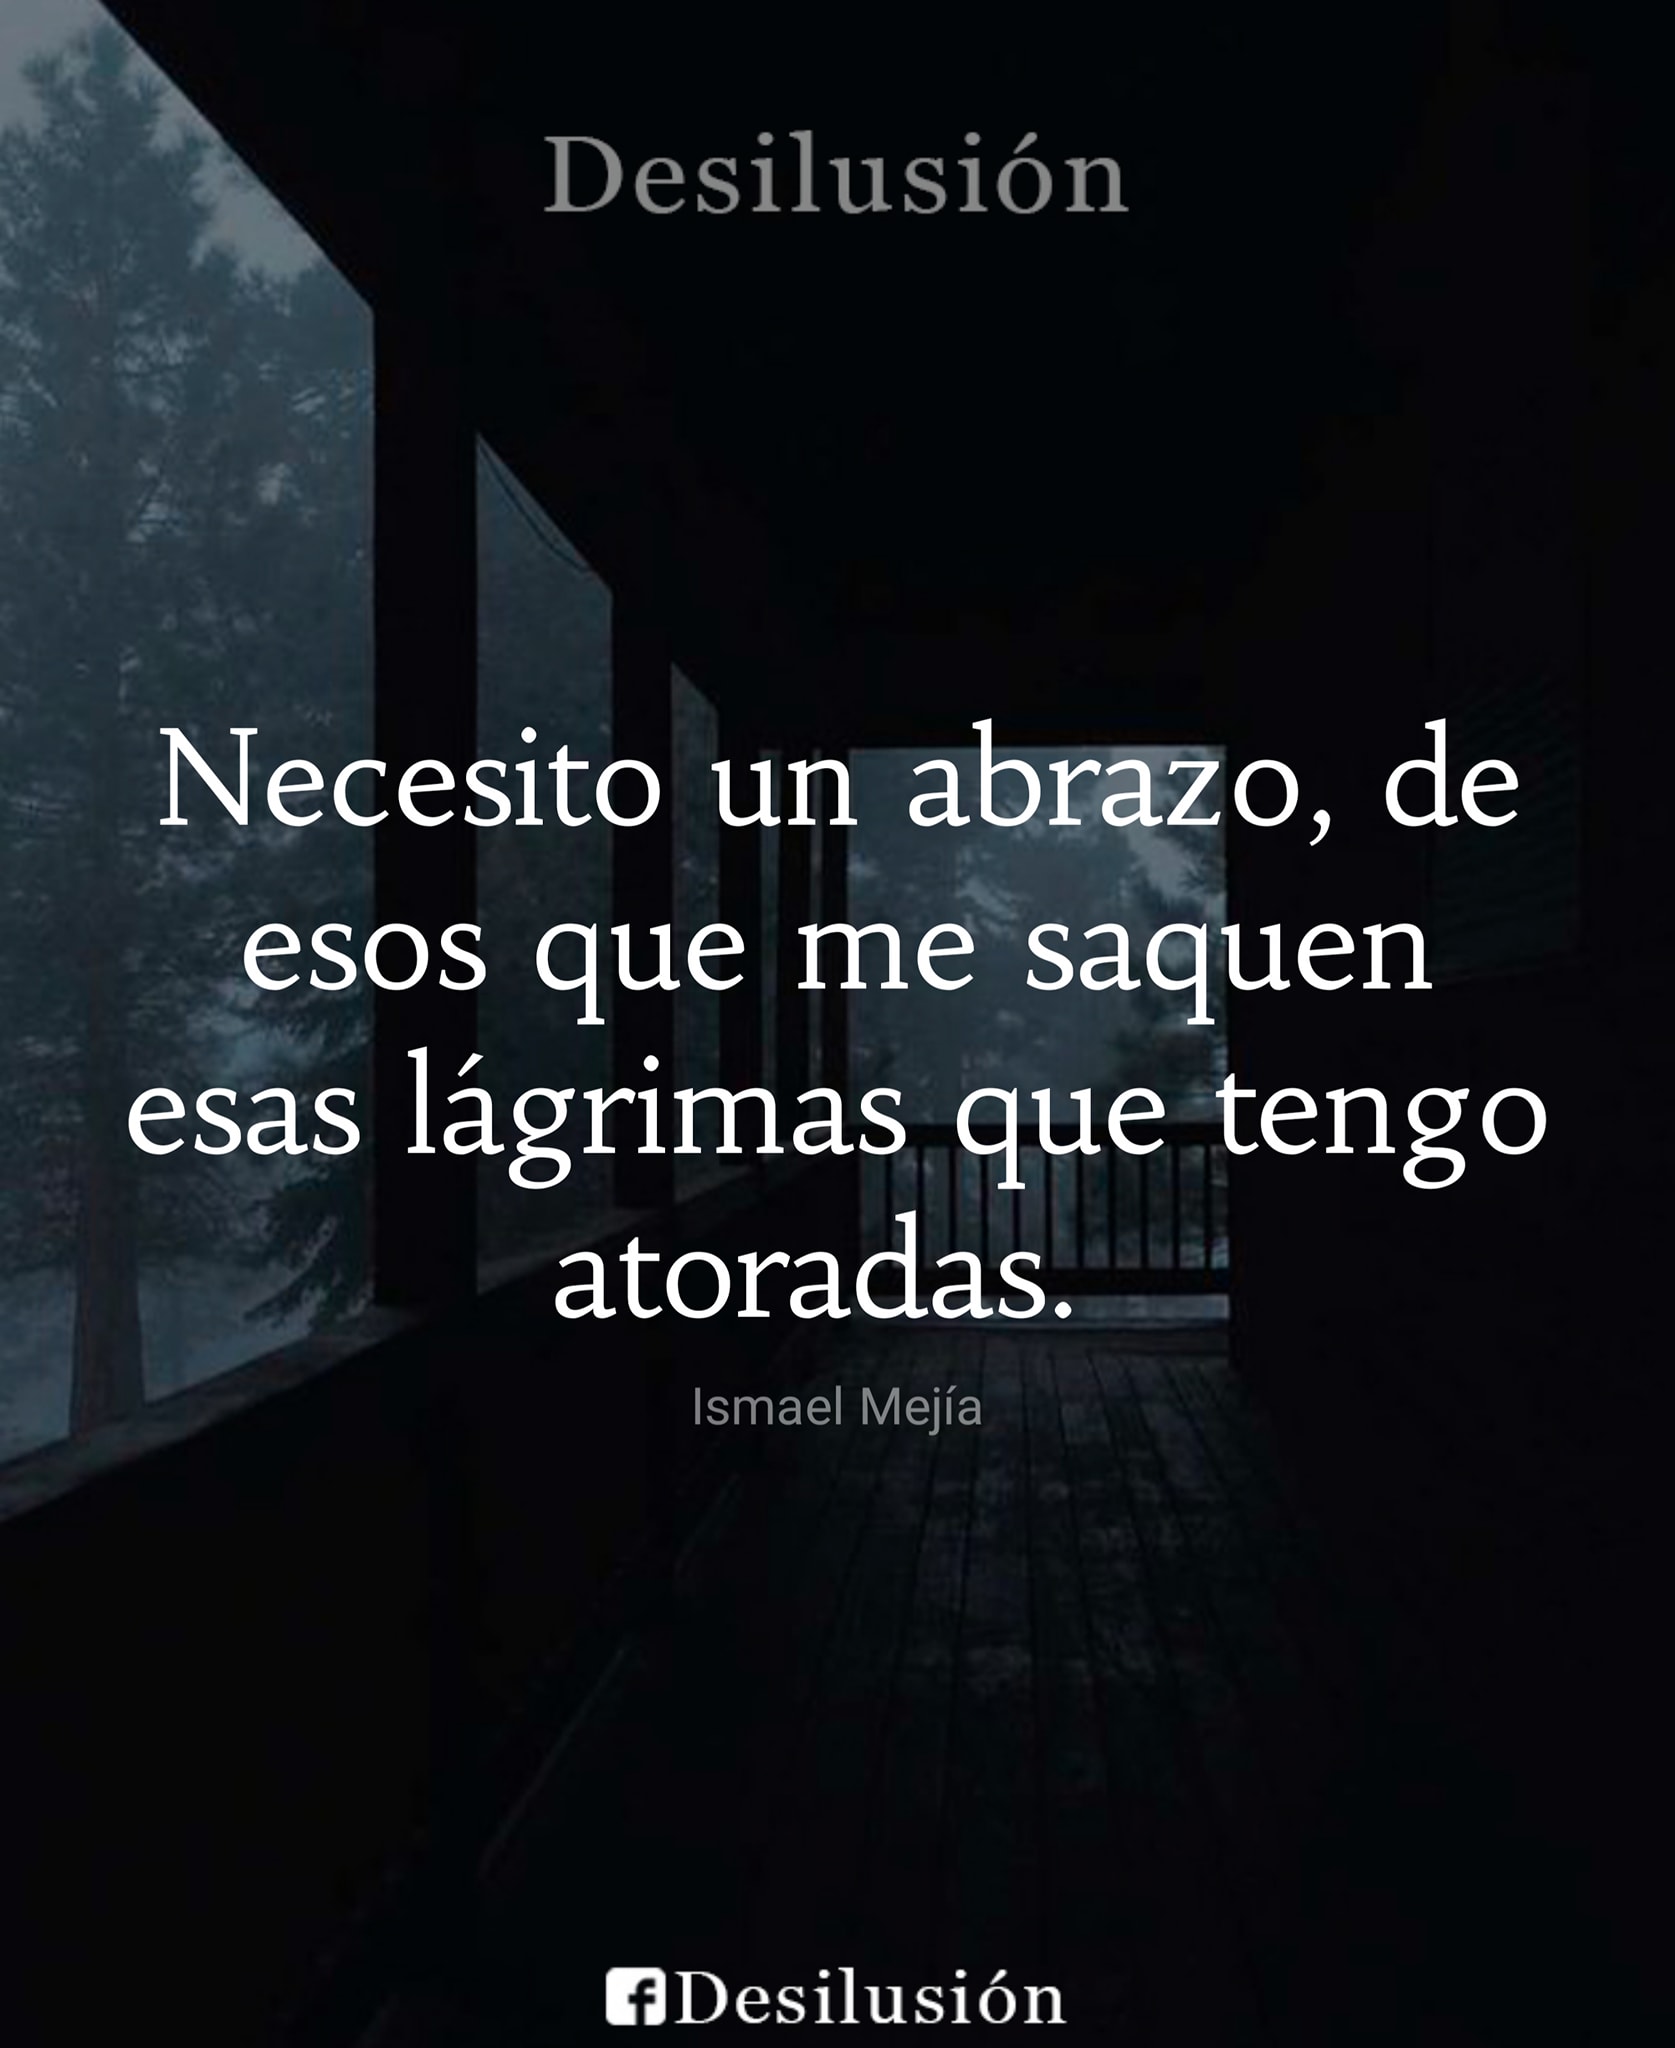 Desilusión
Necesito un abrazo, de
esos que me saquen
esas lágrimas que tengo
atoradas.
Ismael Mejía
Desilusión